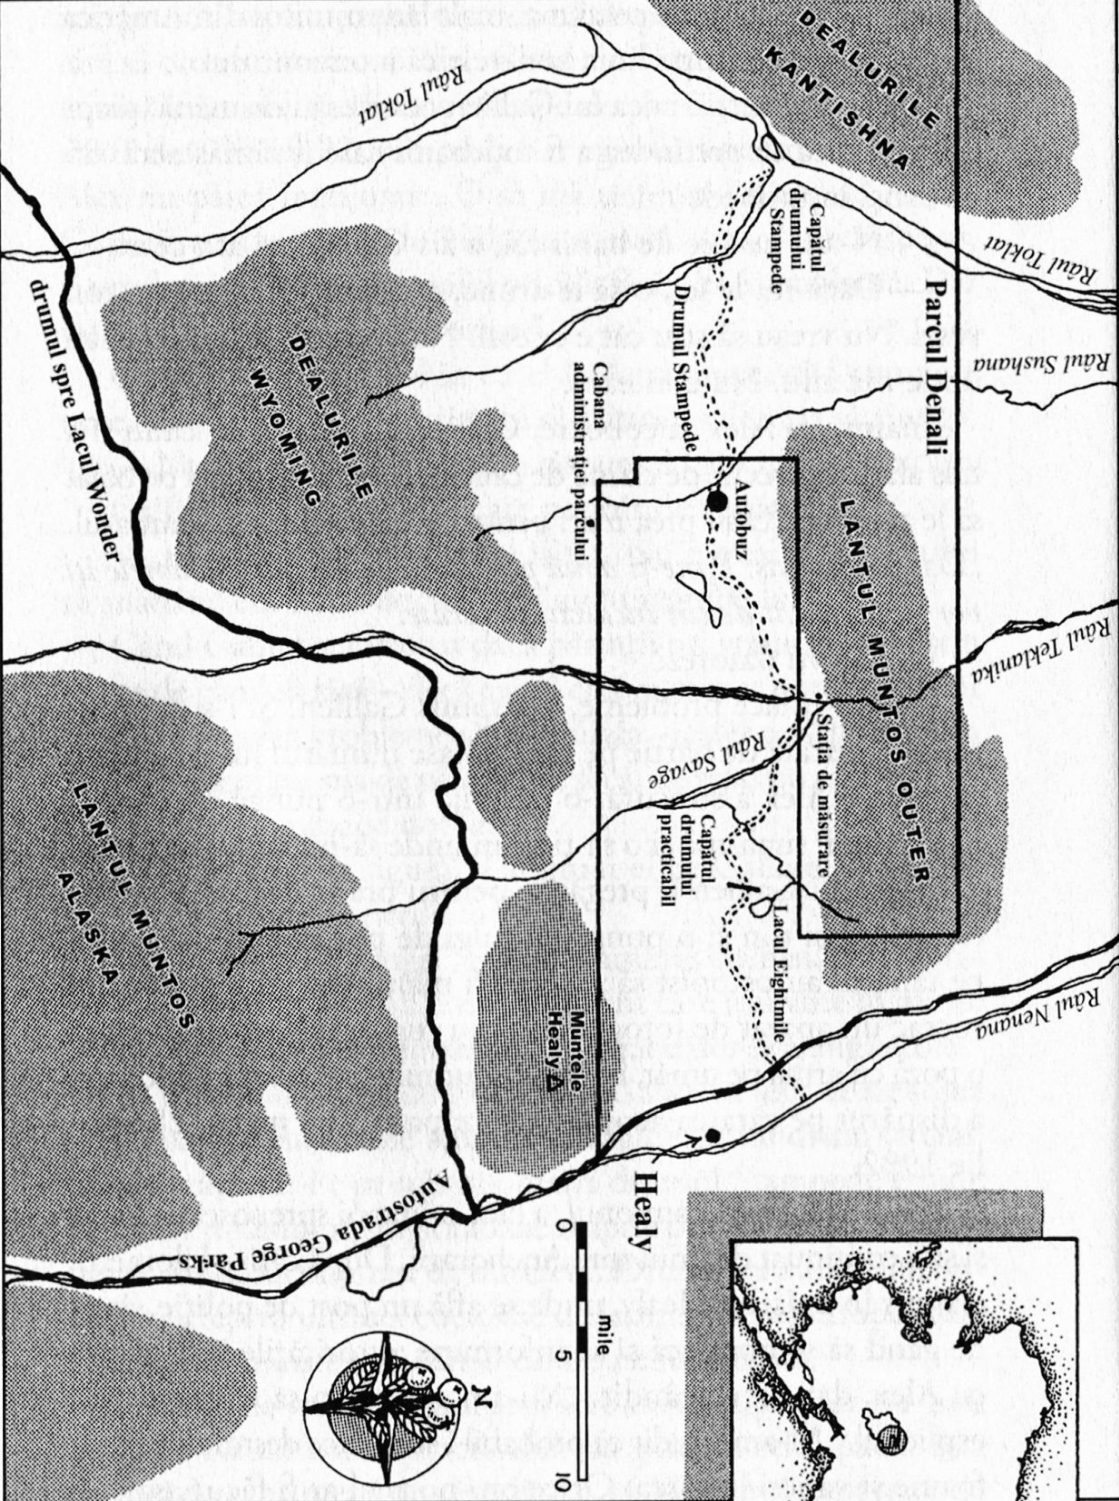 DEALURILE
KANTISHNA
Râul Toklat
Râul Toklat
Capătul
drumului
Stampede
Râul Sushana
Parcul Denali
Drumul Stampede
Cabana
administrației parcului
Autobuz
drumul spre Lacul Wonder
DEALURILE
WYOMING
LANTUL MUNTOS OUTER
Râul Teklanika
Stația de măsurare
Râul Savage
Capătul
drumului
practicabil
Lacul Eightmile
LANTUL MUNTOS
ALASKA
Muntele
Healy
Râul Nenana
Healy
Autostrada George Parks
0
mile
5
10
N